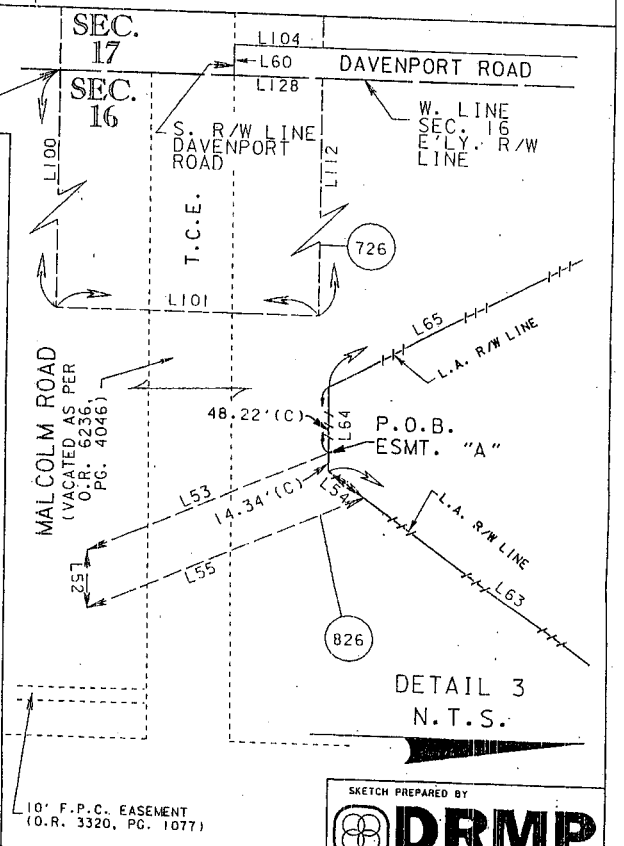 SEC.
17
L104
L60
DAVENPORT ROAD
L128
SEC.
16
S. R/W LINE
DAVENPORT
ROAD
W. LINE
SEC. 16
E'LY. R/W
LINE
L100
L112
T.C.E.
726
L101
L65
L.A. R/W LINE
MALCOLM ROAD
(VACATED AS PER
O.R. 6236,
PG. 4046)
48.22'(C)
L64
P.O.B.
ESMT. "A"
L53
14.34'(C)
L54
L.A. R/W LINE
L52
L55
L63
826
DETAIL 3
N.T.S.
10' F.P.C. EASEMENT
(O.R. 3320, PG. 1077)
SKETCH PREPARED BY
DRMP